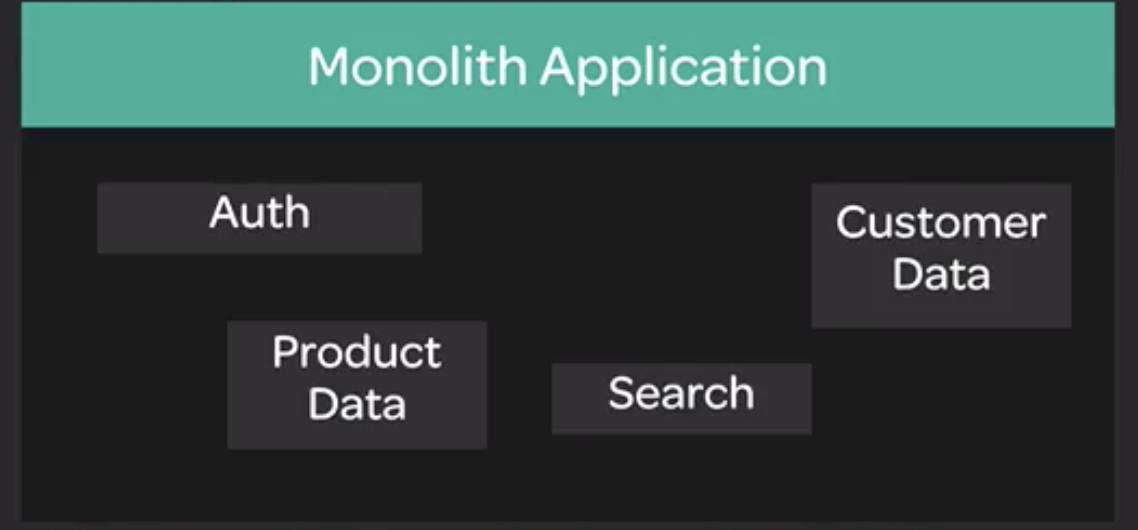 Monolith Application
Auth
Customer
Data
Product
Data
Search